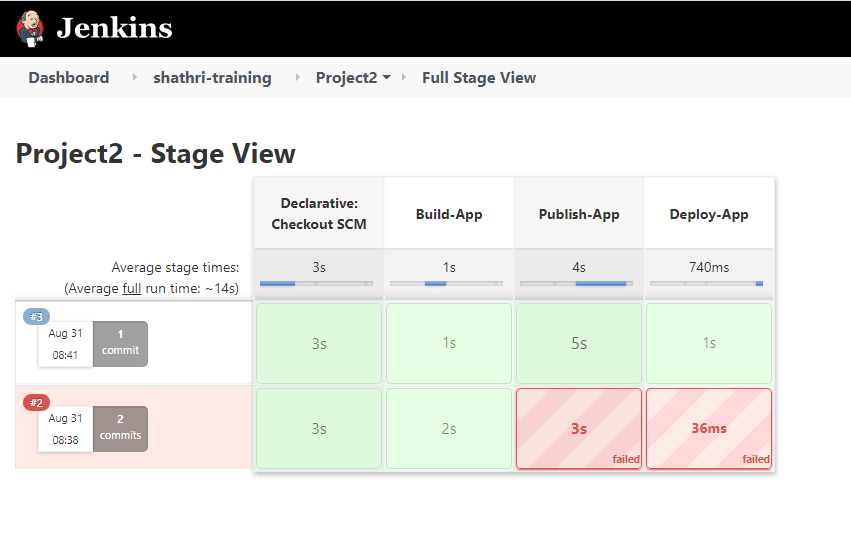 Jenkins
Dashboard
shathri-training
Project2
Full Stage View
Project2 - Stage View
Declarative:
Checkout SCM
Build-App
Publish-App
Deploy-App
Average stage times:
(Average full run time: ~14s)
3s
1s
4s
740ms
#3
Aug 31
08:41
1
commit
3s
1s
5s
1s
#2
Aug 31
08:38
2
commits
3s
2s
3s
failed
36ms
failed